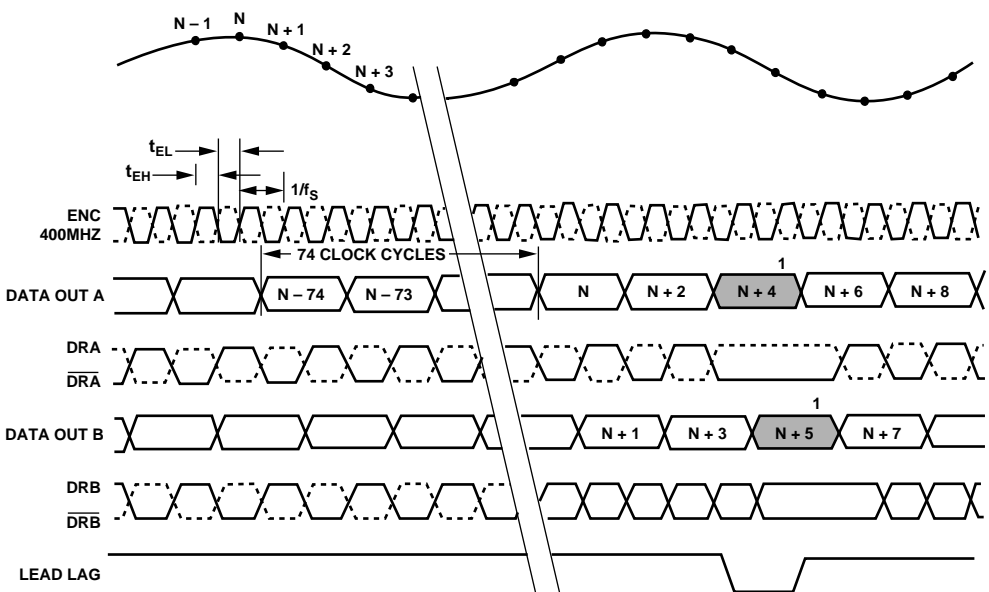 N – 1
N
N + 1
N + 2
N + 3
tEL
tEH
1/fS
ENC
400MHZ
74 CLOCK CYCLES
1
DATA OUT A
N – 74
N – 73
N
N + 2
N + 4
N + 6
N + 8
DRA
DRA
1
DATA OUT B
N + 1
N + 3
N + 5
N + 7
DRB
DRB
LEAD LAG